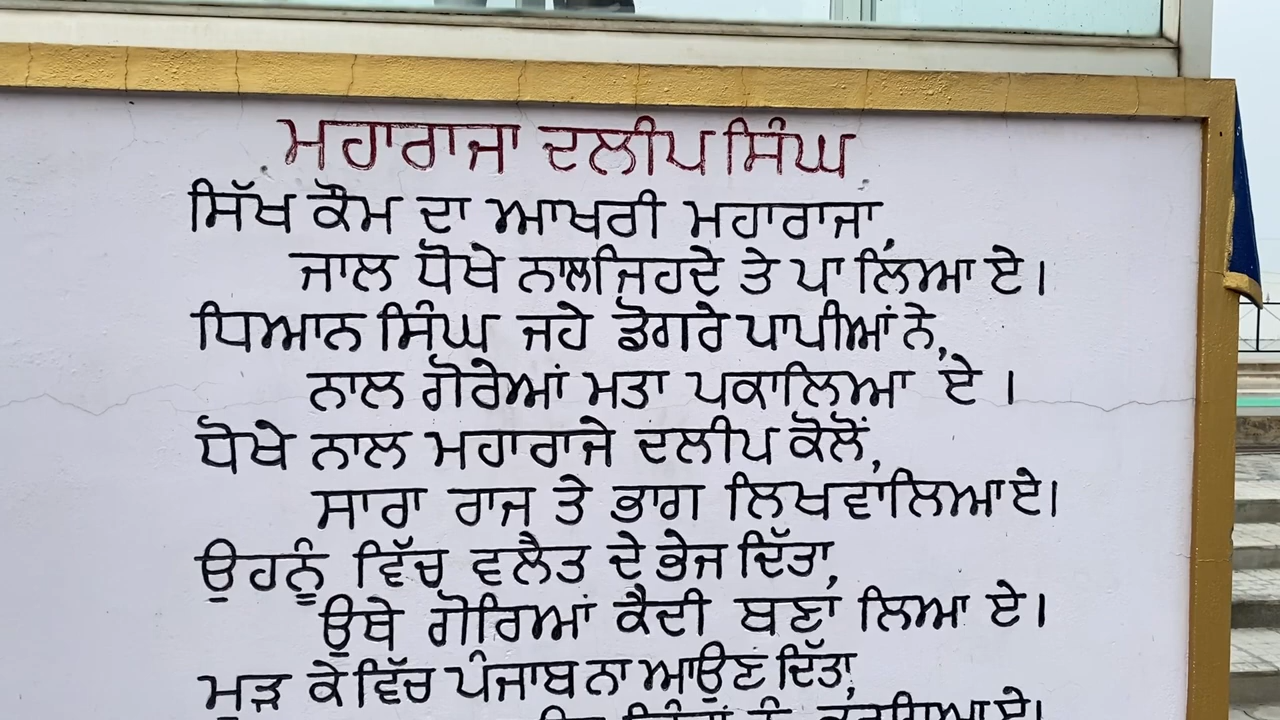 ਮਹਾਰਾਜਾ ਦਲੀਪ ਸਿੰਘ
ਸਿੱਖ ਕੌਮ ਦਾ ਆਖਰੀ ਮਹਾਰਾਜਾ,
ਜਾਲ ਧੋਖੇ ਨਾਲ ਜਿਹਦੇ ਤੇ ਪਾ ਲਿਆ ਏ।
ਧਿਆਨ ਸਿੰਘ ਜਹੇ ਡੋਗਰੇ ਪਾਪੀਆਂ ਨੇ,
ਨਾਲ ਗੋਰੇਆਂ ਮਤਾ ਪਕਾਲਿਆ ਏ।
ਧੋਖੇ ਨਾਲ ਮਹਾਰਾਜੇ ਦਲੀਪ ਕੋਲੋਂ,
ਸਾਰਾ ਰਾਜ ਤੇ ਭਾਗ ਲਿਖਵਾਲਿਆ ਏ।
ਉਹਨੂੰ ਵਿੱਚ ਵਲੈਤ ਦੇ ਭੇਜ ਦਿੱਤਾ,
ਉਥੇ ਗੋਰਿਆਂ ਕੈਦੀ ਬਣਾ ਲਿਆ ਏ।
ਮੁੜ ਕੇ ਵਿੱਚ ਪੰਜਾਬ ਨਾ ਆਉਣ ਦਿੱਤਾ,